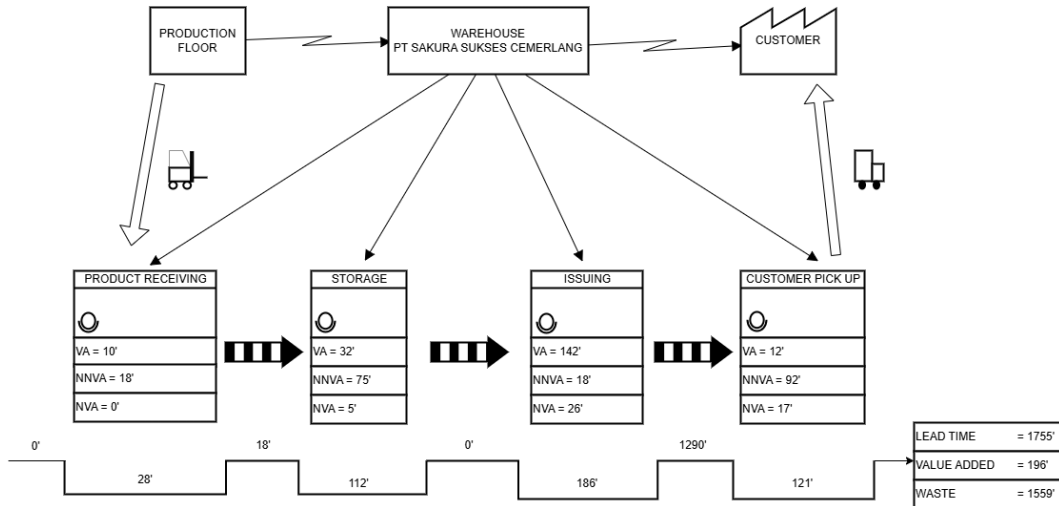 PRODUCTION
FLOOR
WAREHOUSE
PT SAKURA SUKSES CEMERLANG
CUSTOMER
PRODUCT RECEIVING
VA = 10'
NNVA = 18'
NVA = 0'
STORAGE
VA = 32'
NNVA = 75'
NVA = 5'
ISSUING
VA = 142'
NNVA = 18'
NVA = 26'
CUSTOMER PICK UP
VA = 12'
NNVA = 92'
NVA = 17'
0'
28'
18'
112'
0'
186'
1290'
121'
LEAD TIME = 1755'
VALUE ADDED = 196'
WASTE = 1559'